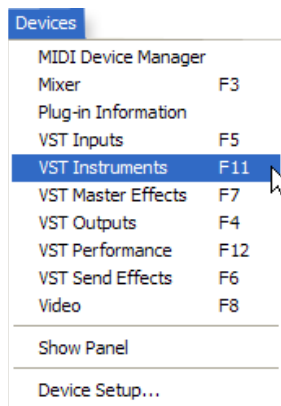 Devices
MIDI Device Manager
Mixer F3
Plug-in Information
VST Inputs F5
VST Instruments F11
VST Master Effects F7
VST Outputs F4
VST Performance F12
VST Send Effects F6
Video F8
Show Panel
Device Setup...